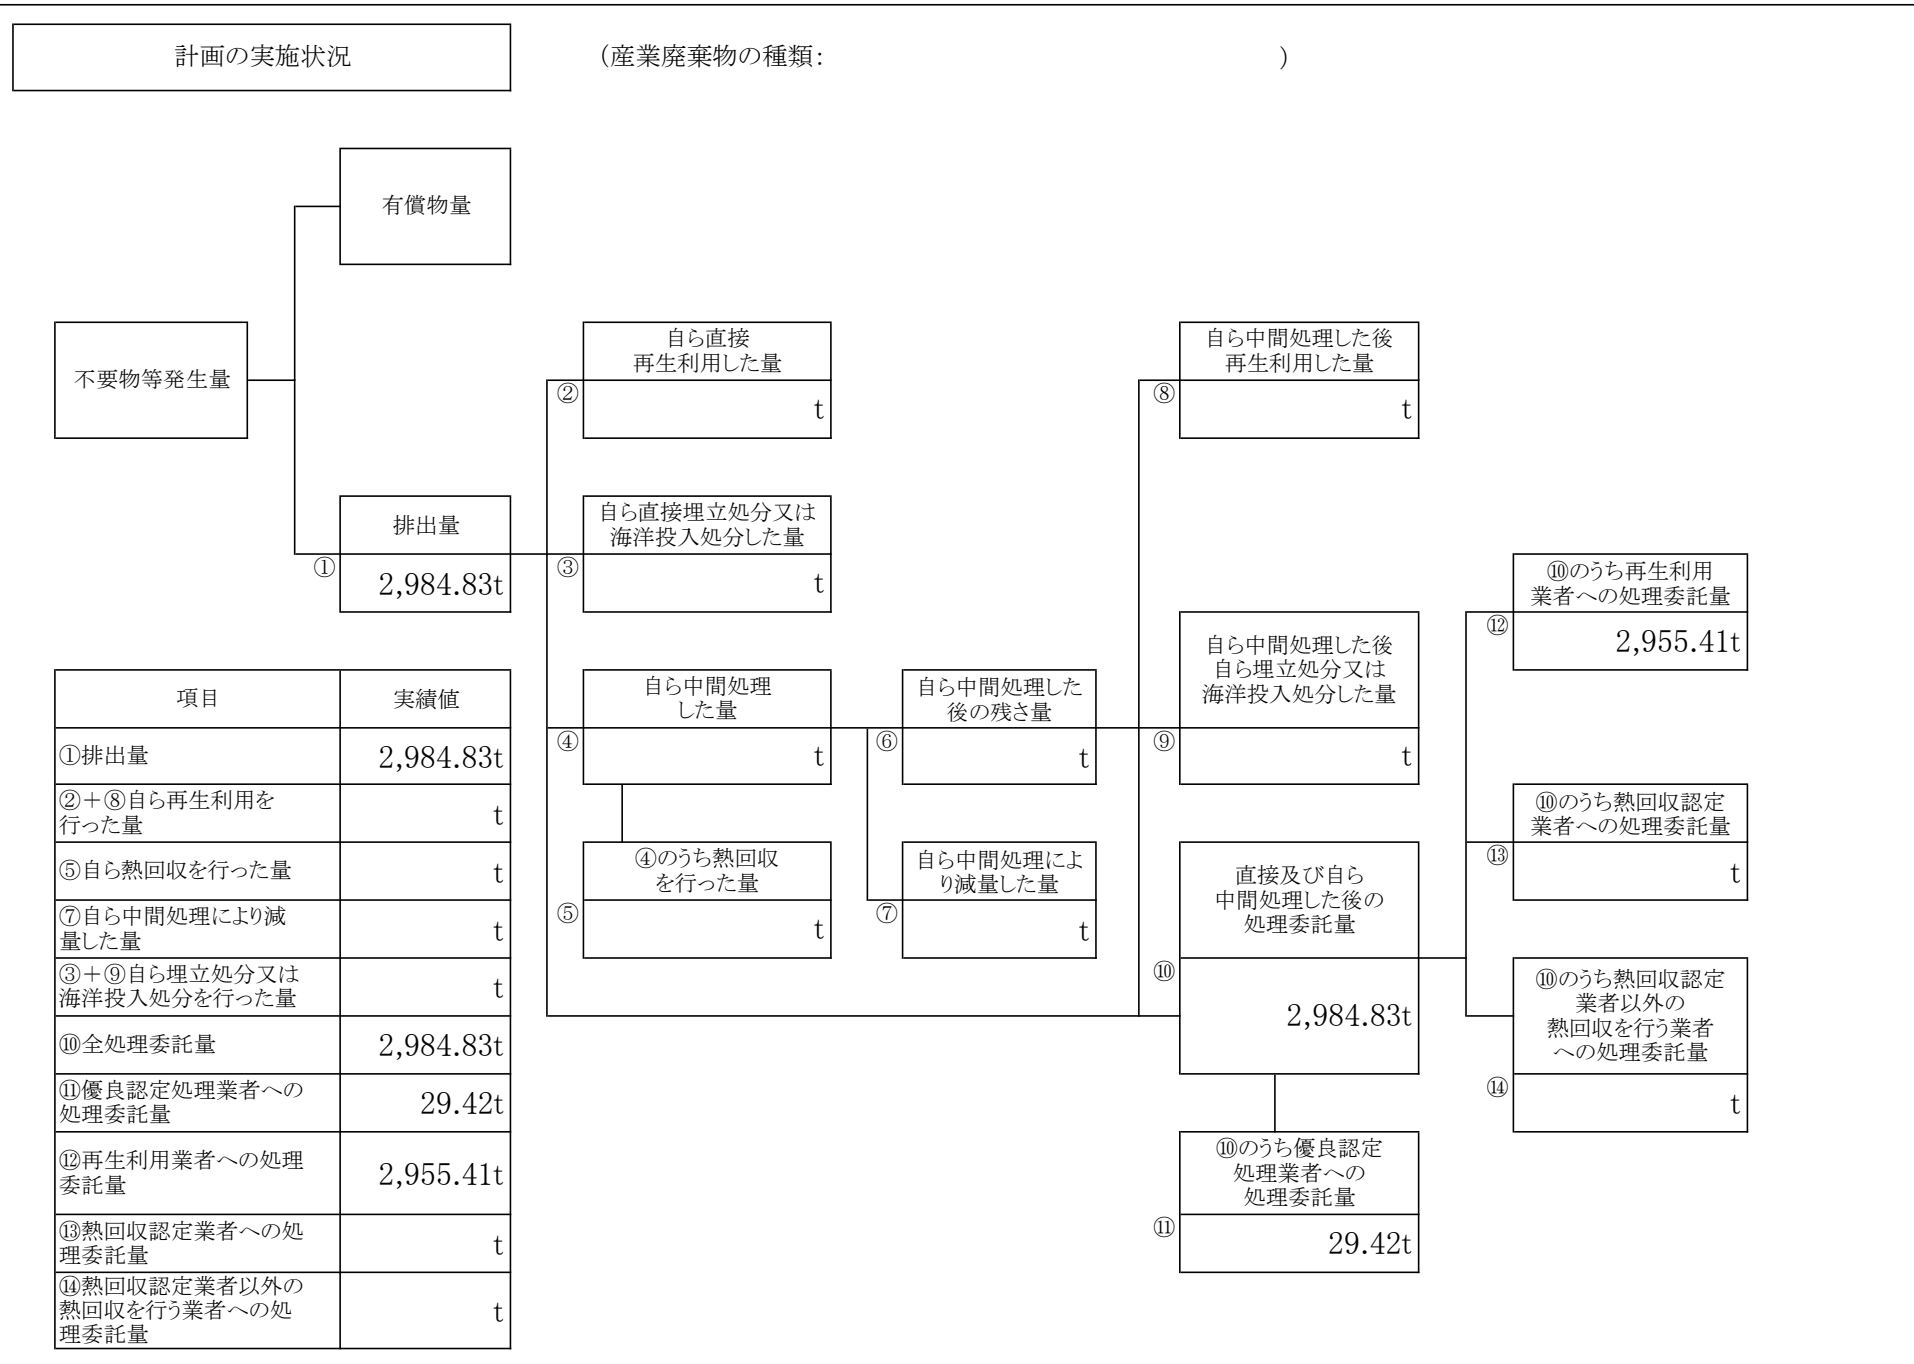 計画の実施状況
(産業廃棄物の種類: )
有償物量
不要物等発生量
自ら直接
再生利用した量
②
t
自ら中間処理した後
再生利用した量
⑧
t
排出量
①
2,984.83t
自ら直接埋立処分又は
海洋投入処分した量
③
t
⑩のうち再生利用
業者への処理委託量
⑫
2,955.41t
自ら中間処理
した量
④
t
自ら中間処理した
後の残さ量
⑥
t
自ら中間処理した後
自ら埋立処分又は
海洋投入処分した量
⑨
t
⑩のうち熱回収認定
業者への処理委託量
⑬
t
④のうち熱回収
を行った量
⑤
t
自ら中間処理によ
り減量した量
⑦
t
直接及び自ら
中間処理した後の
処理委託量
⑩
2,984.83t
⑩のうち熱回収認定
業者以外の
熱回収を行う業者
への処理委託量
⑭
t
⑩のうち優良認定
処理業者への
処理委託量
⑪
29.42t
項目 実績値
①排出量 2,984.83t
②+⑧自ら再生利用を
行った量
t
⑤自ら熱回収を行った量 t
⑦自ら中間処理により減
量した量
t
③+⑨自ら埋立処分又は
海洋投入処分を行った量
t
⑩全処理委託量 2,984.83t
⑪優良認定処理業者への
処理委託量
29.42t
⑫再生利用業者への処理
委託量
2,955.41t
⑬熱回収認定業者への処
理委託量
t
⑭熱回収認定業者以外の
熱回収を行う業者への処
理委託量
t